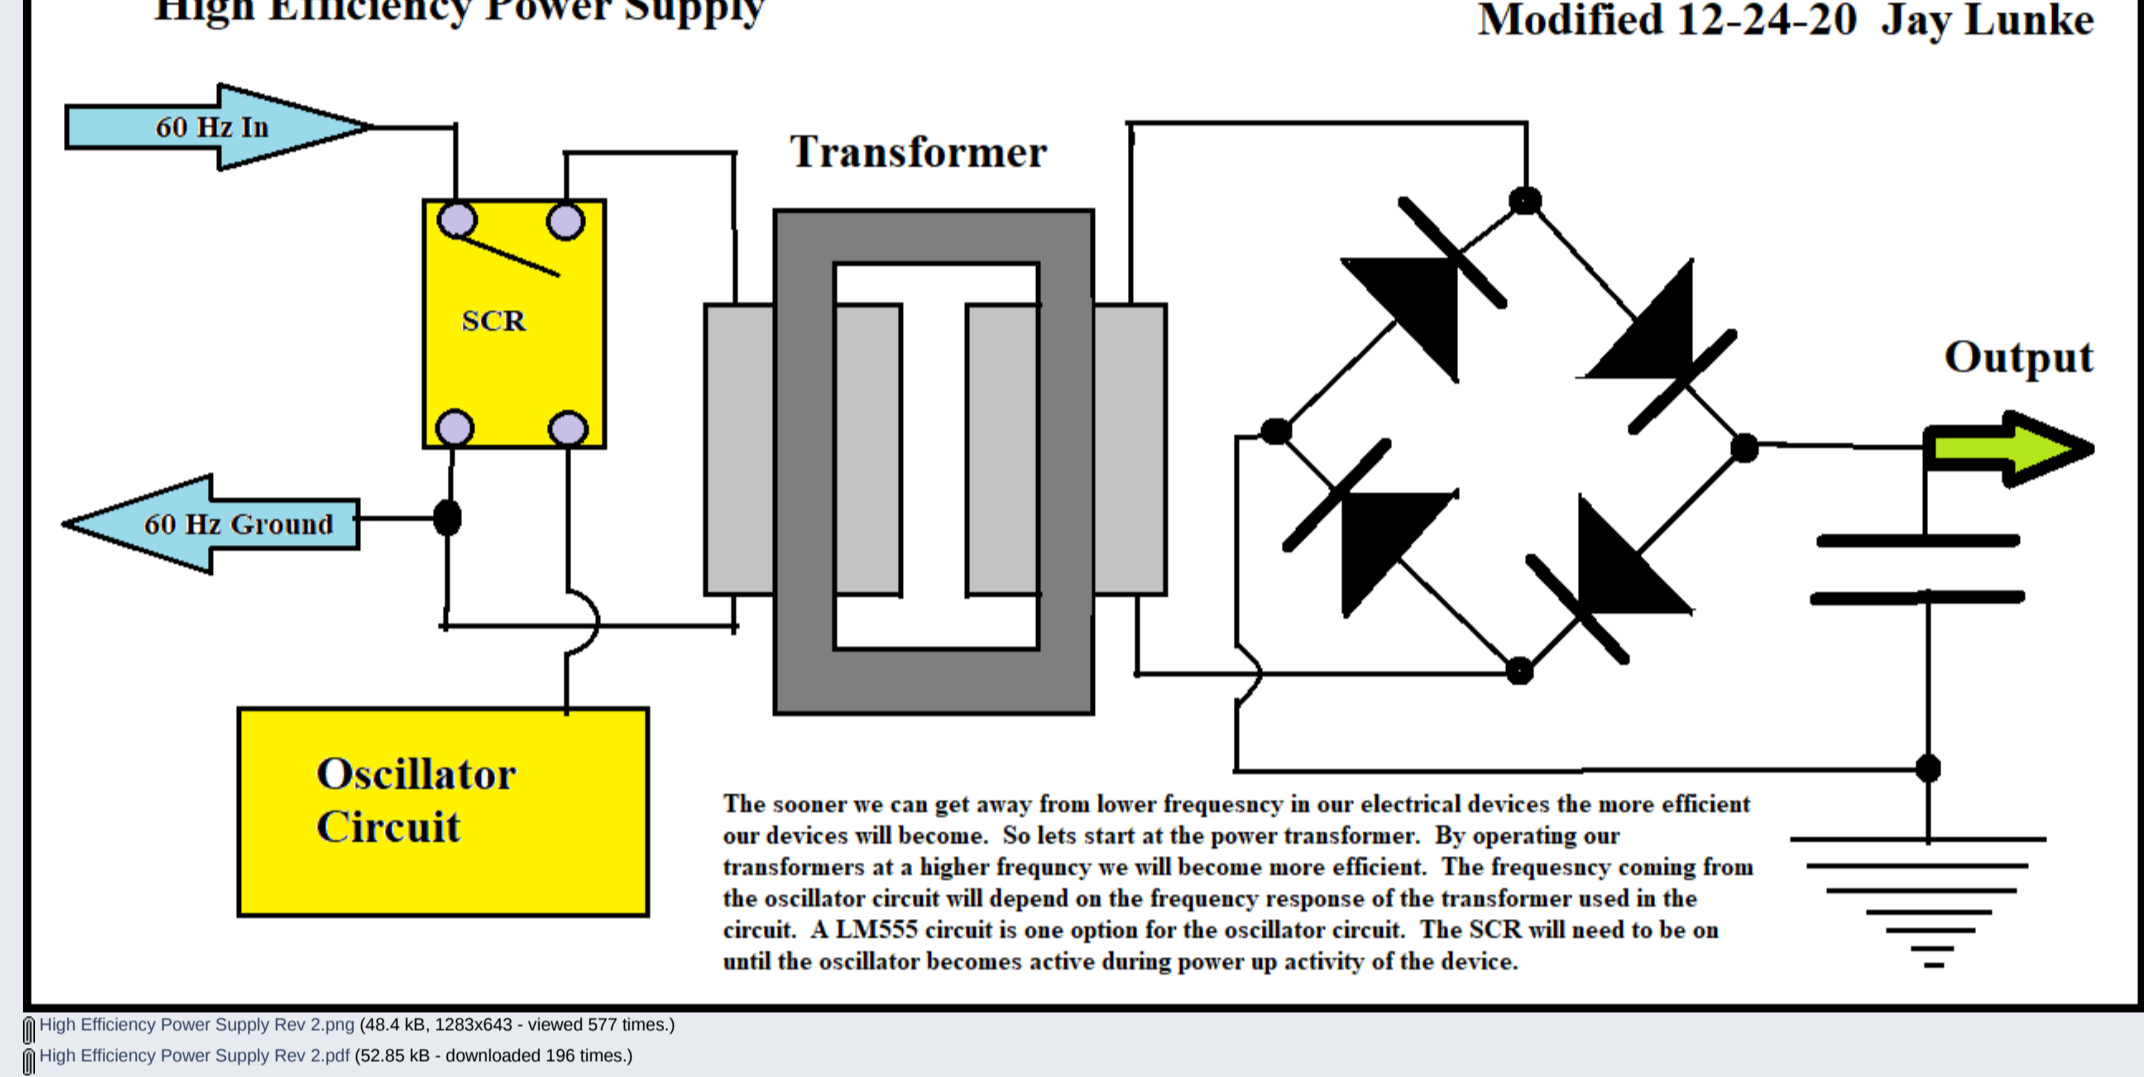 High Efficiency Power Supply
Modified 12-24-20 Jay Lunke
60 Hz In
Transformer
SCR
Output
60 Hz Ground
Oscillator
Circuit
The sooner we can get away from lower frequesncy in our electrical devices the more efficient
our devices will become. So lets start at the power transformer. By operating our
transformers at a higher frequncy we will become more efficient. The frequesncy coming from
the oscillator circuit will depend on the frequency response of the transformer used in the
circuit. A LM555 circuit is one option for the oscillator circuit. The SCR will need to be on
until the oscillator becomes active during power up activity of the device.
High Efficiency Power Supply Rev 2.png (48.4 kB, 1283x643 - viewed 577 times.)
High Efficiency Power Supply Rev 2.pdf (52.85 kB - downloaded 196 times.)